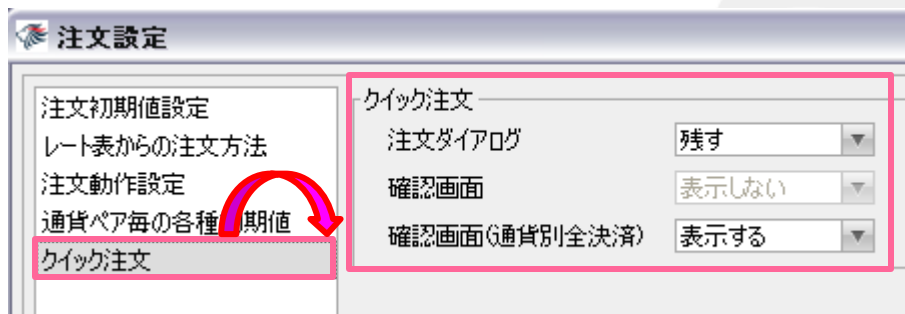 注文設定
注文初期値設定
レート表からの注文方法
注文動作設定
通貨ペア毎の各種 期値
クイック注文
クイック注文
注文ダイアログ 残す
確認画面 表示しない
確認画面(通貨別全決済) 表示する